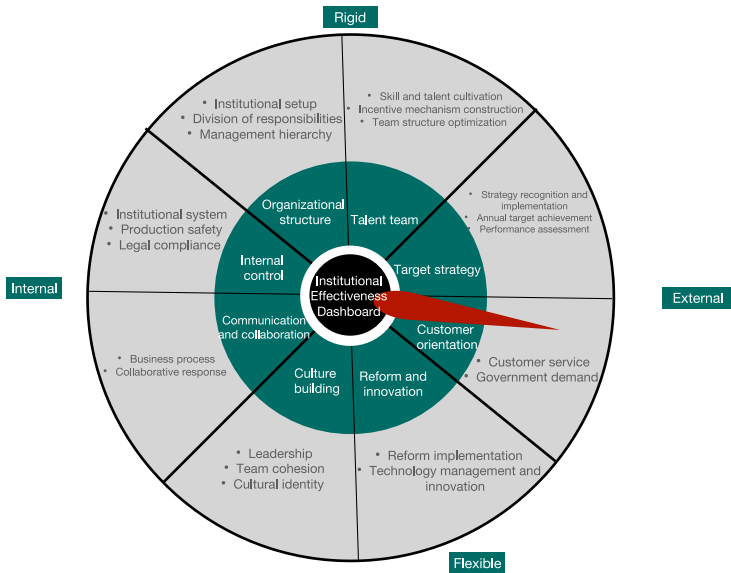 Rigid
• Institutional setup
• Division of responsibilities
• Management hierarchy
• Skill and talent cultivation
• Incentive mechanism construction
• Team structure optimization
• Institutional system
• Production safety
• Legal compliance
• Strategy recognition and
implementation
• Annual target achievement
• Performance assessment
Organizational
structure
Talent team
Internal
control
Target strategy
Institutional
Effectiveness
Dashboard
Internal
External
Communication
and collaboration
Customer
orientation
Culture
building
Reform and
innovation
• Business process
• Collaborative response
• Customer service
• Government demand
• Leadership
• Team cohesion
• Cultural identity
• Reform implementation
• Technology management and
innovation
Flexible